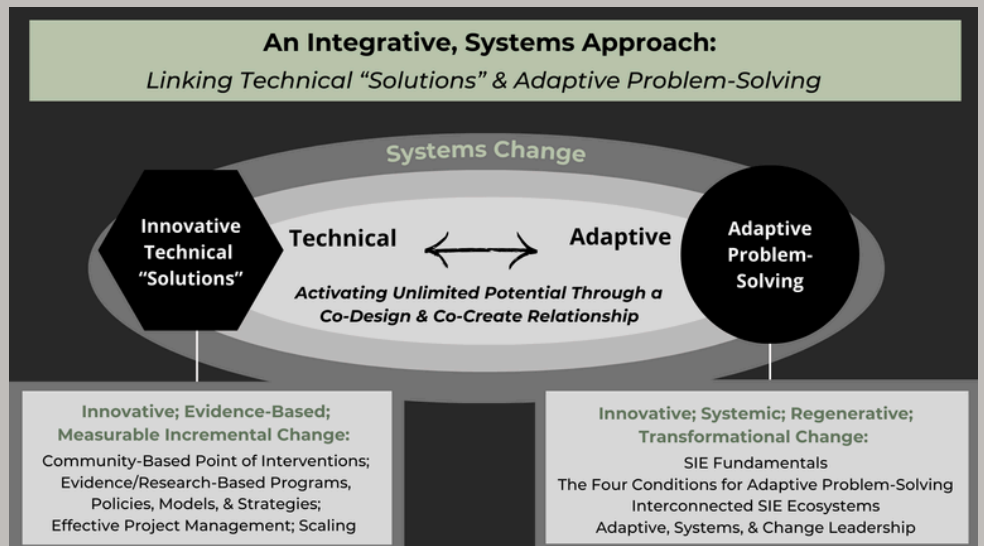 An Integrative, Systems Approach:
Linking Technical “Solutions” & Adaptive Problem-Solving
Systems Change
Innovative
Technical
“Solutions”
Technical
Adaptive
Activating Unlimited Potential Through a
Co-Design & Co-Create Relationship
Adaptive
Problem-
Solving
Innovative; Evidence-Based;
Measurable Incremental Change:
Community-Based Point of Interventions;
Evidence/Research-Based Programs,
Policies, Models, & Strategies;
Effective Project Management; Scaling
Innovative; Systemic; Regenerative;
Transformational Change:
SIE Fundamentals
The Four Conditions for Adaptive Problem-Solving
Interconnected SIE Ecosystems
Adaptive, Systems, & Change Leadership